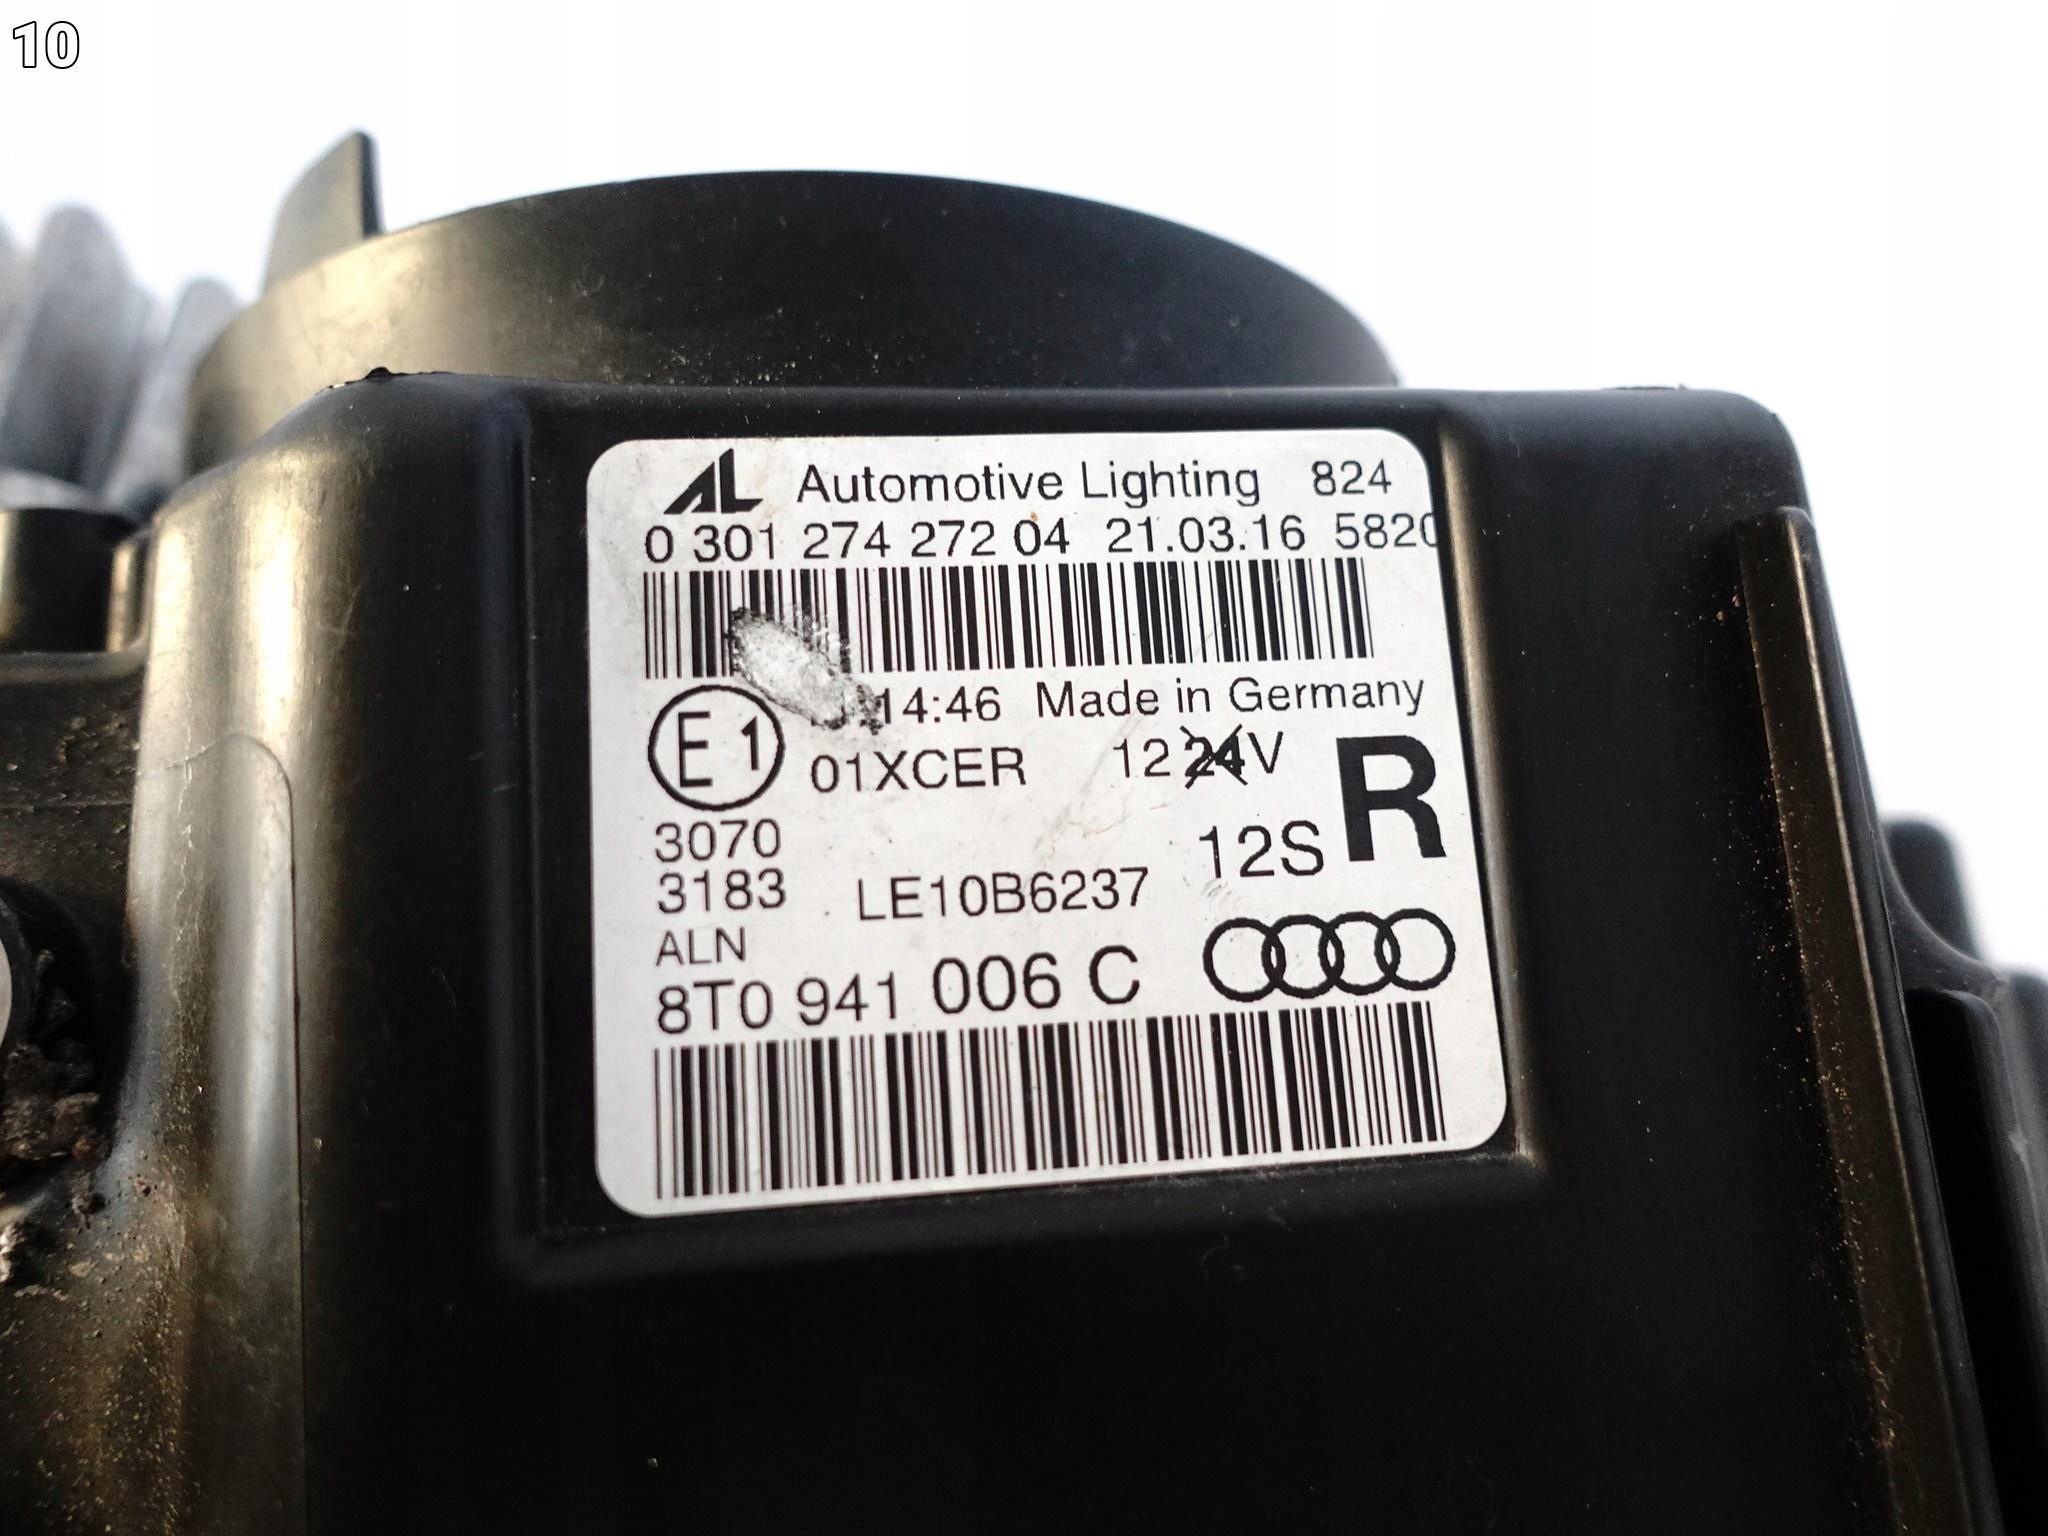 10
AL Automotive Lighting 824
0 301 274 272 04 21.03.16 5820
14:46 Made in Germany
E1 01XCER 12 24V
R
3070
12S
3183 LE10B6237
ALN
8T0 941 006 C